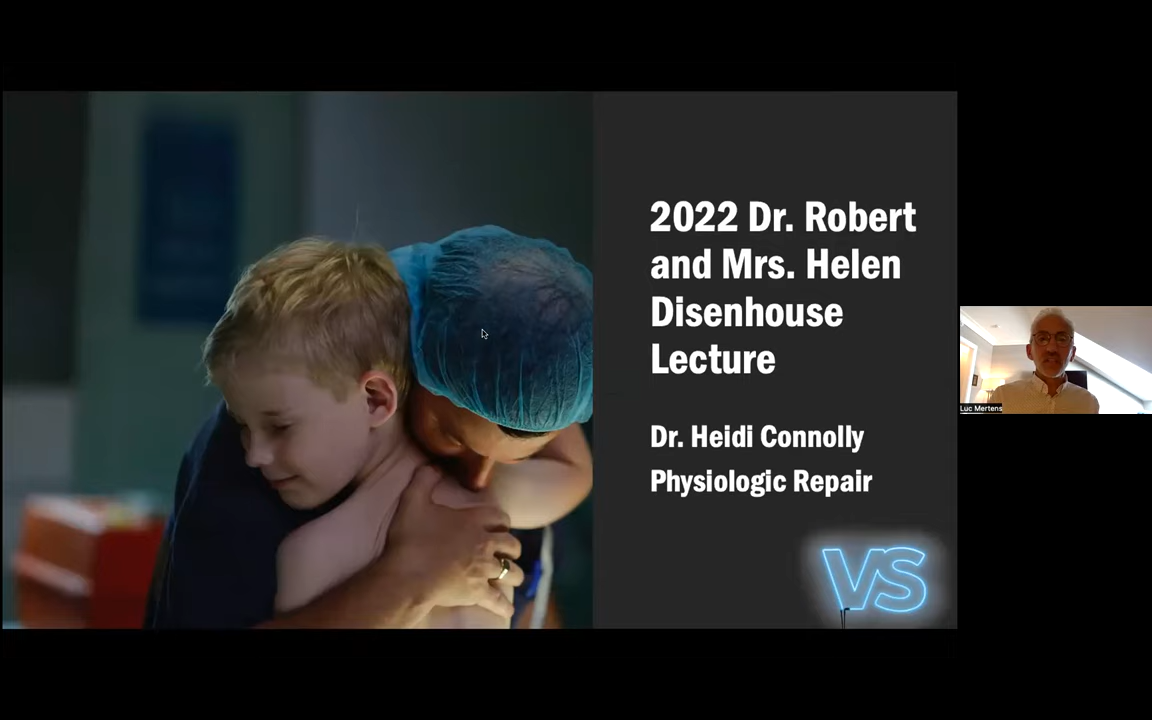 2022 Dr. Robert
and Mrs. Helen
Disenhouse
Lecture
Dr. Heidi Connolly
Physiologic Repair
VS
Luc Mertens